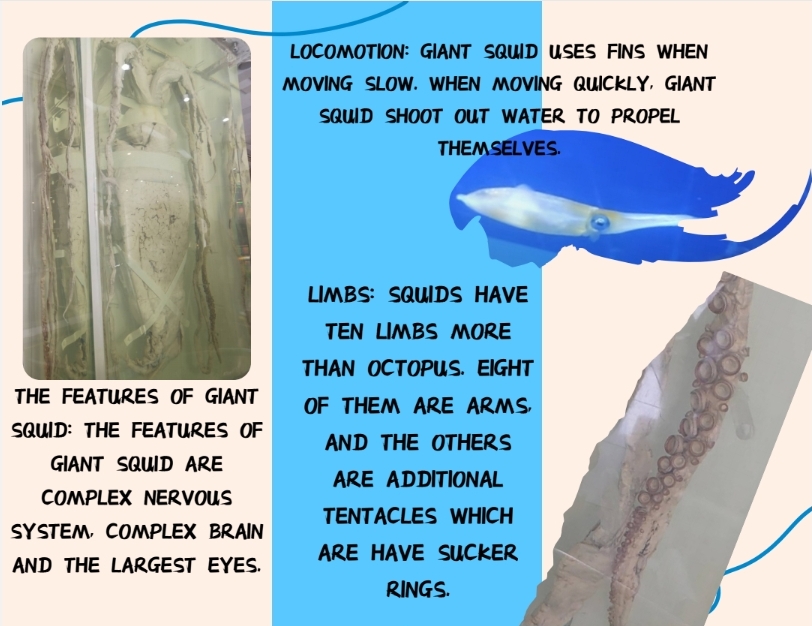 LOCOMOTION: GIANT SQUID USES FINS WHEN
MOVING SLOW. WHEN MOVING QUICKLY, GIANT
SQUID SHOOT OUT WATER TO PROPEL
THEMSELVES.
THE FEATURES OF GIANT
SQUID: THE FEATURES OF
GIANT SQUID ARE
COMPLEX NERVOUS
SYSTEM, COMPLEX BRAIN
AND THE LARGEST EYES.
LIMBS: SQUIDS HAVE
TEN LIMBS MORE
THAN OCTOPUS. EIGHT
OF THEM ARE ARMS,
AND THE OTHERS
ARE ADDITIONAL
TENTACLES WHICH
ARE HAVE SUCKER
RINGS.